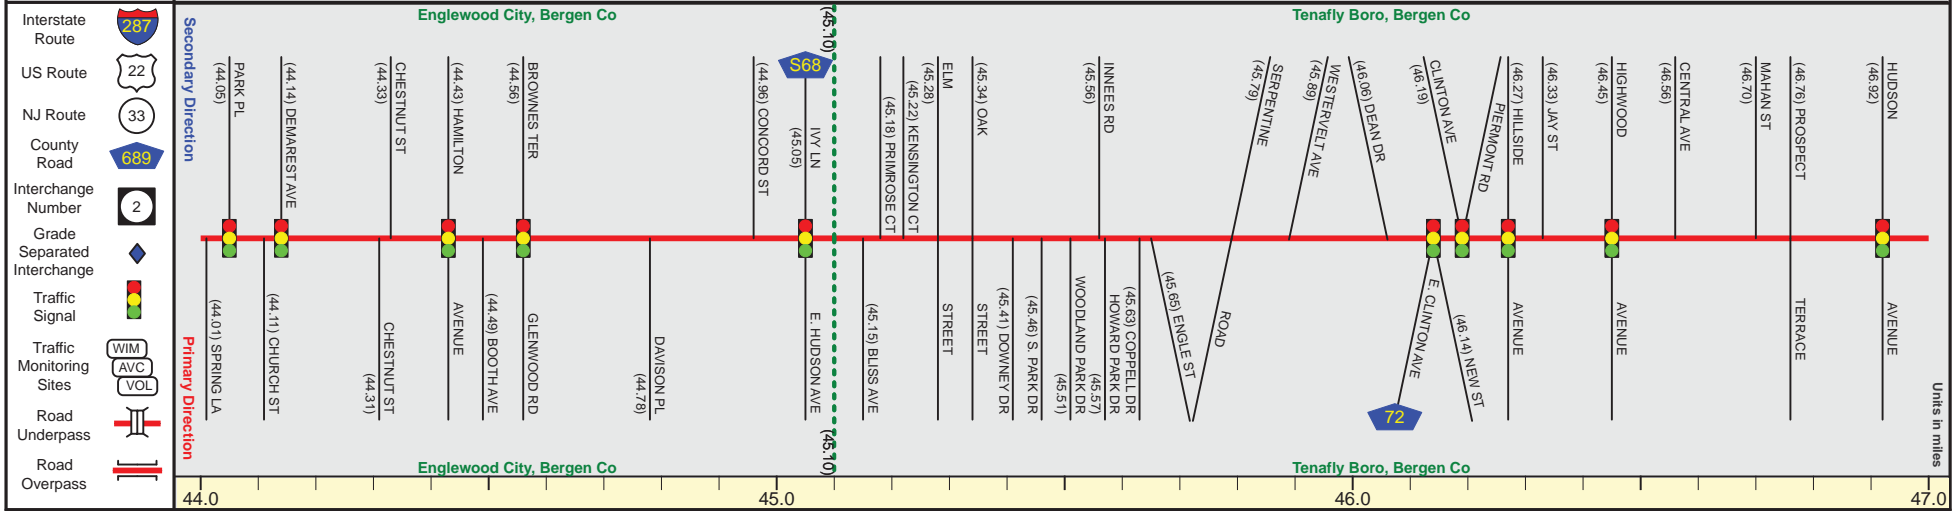 Interstate
Route
287
US Route
22
NJ Route
33
County
Road
689
Interchange
Number
2
Grade
Separated
Interchange
Traffic
Signal
Traffic
Monitoring
Sites
WIM
AVC
VOL
Road
Underpass
Road
Overpass
Secondary Direction
Primary Direction
Englewood City, Bergen Co
(45.10)
Tenafly Boro, Bergen Co
PARK PL
(44.05)
(44.14) DEMAREST AVE
CHESTNUT ST
(44.33)
(44.43) HAMILTON
BROWNES TER
(44.56)
(44.96) CONCORD ST
S68
IVY LN
(45.05)
(45.18) PRIMROSE CT
(45.22) KENSINGTON CT
ELM
(45.28)
(45.34) OAK
INNEES RD
(45.56)
SERPENTINE
(45.79)
WESTERVELT AVE
(45.89)
(46.06) DEAN DR
CLINTON AVE
(46.19)
PIERMONT RD
(46.27) HILLSIDE
(46.33) JAY ST
HIGHWOOD
(46.45)
CENTRAL AVE
(46.56)
MAHAN ST
(46.70)
(46.76) PROSPECT
HUDSON
(46.92)
(44.01) SPRING LA
(44.11) CHURCH ST
CHESTNUT ST
(44.31)
AVENUE
(44.49) BOOTH AVE
GLENWOOD RD
DAVISON PL
(44.78)
E. HUDSON AVE
(45.15) BLISS AVE
STREET
STREET
(45.41) DOWNEY DR
(45.46) S. PARK DR
WOODLAND PARK DR
(45.51)
HOWARD PARK DR
(45.57)
(45.63) COPPELL DR
(45.65) ENGLE ST
ROAD
E. CLINTON AVE
72
(46.14) NEW ST
AVENUE
AVENUE
TERRACE
AVENUE
Units in miles
Englewood City, Bergen Co
(45.10)
Tenafly Boro, Bergen Co
44.0
45.0
46.0
47.0